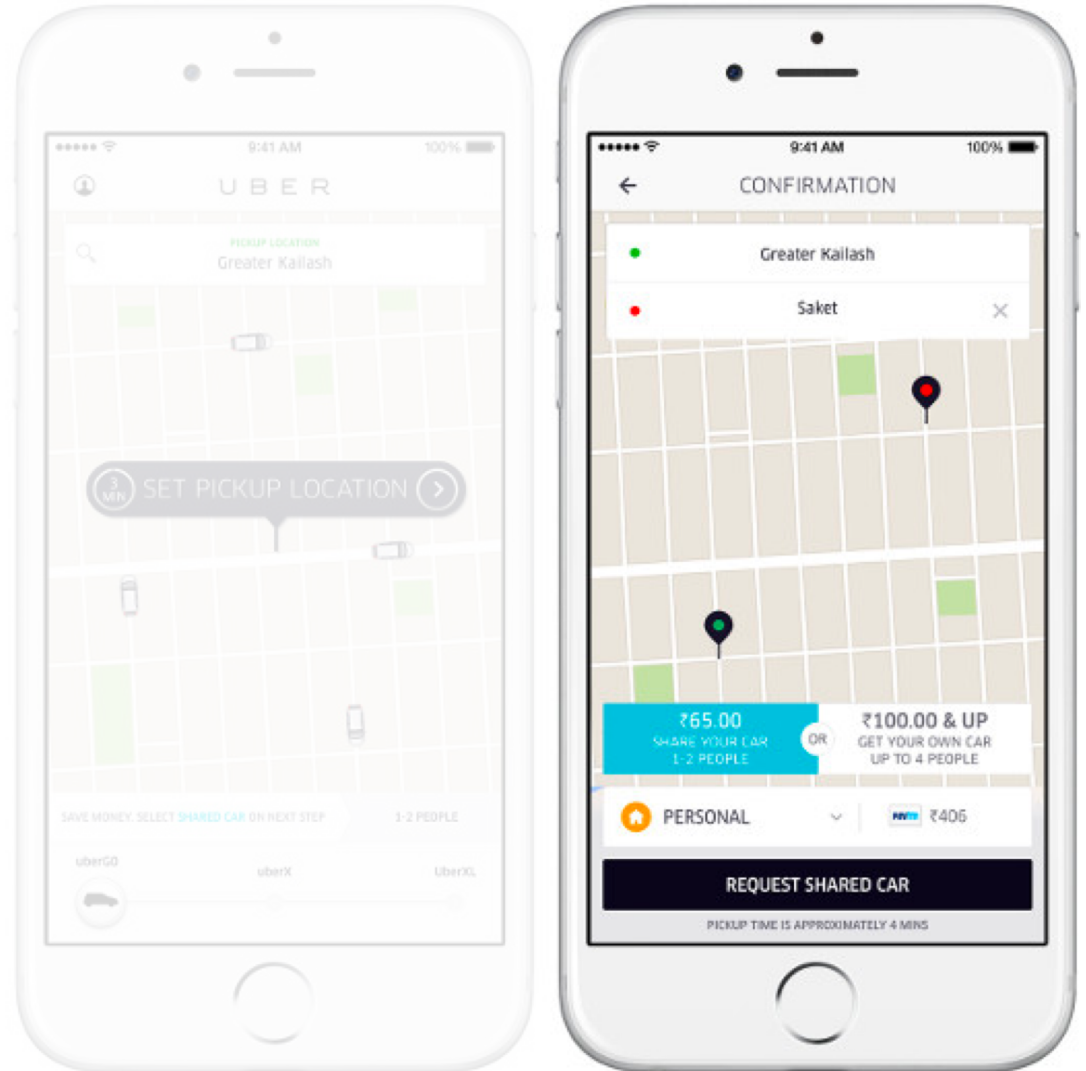 9:41 AM 100%
UBER
PICKUP LOCATION
Greater Kailash
3 MIN SET PICKUP LOCATION
SAVE MONEY. SELECT SHARED CAR ON NEXT STEP 1-2 PEOPLE
uberGO uberX UberXL
9:41 AM 100%
CONFIRMATION
Greater Kailash
Saket
₹65.00
SHARE YOUR CAR
1-2 PEOPLE
OR
₹100.00 & UP
GET YOUR OWN CAR
UP TO 4 PEOPLE
PERSONAL Paytm ₹406
REQUEST SHARED CAR
PICKUP TIME IS APPROXIMATELY 4 MINS